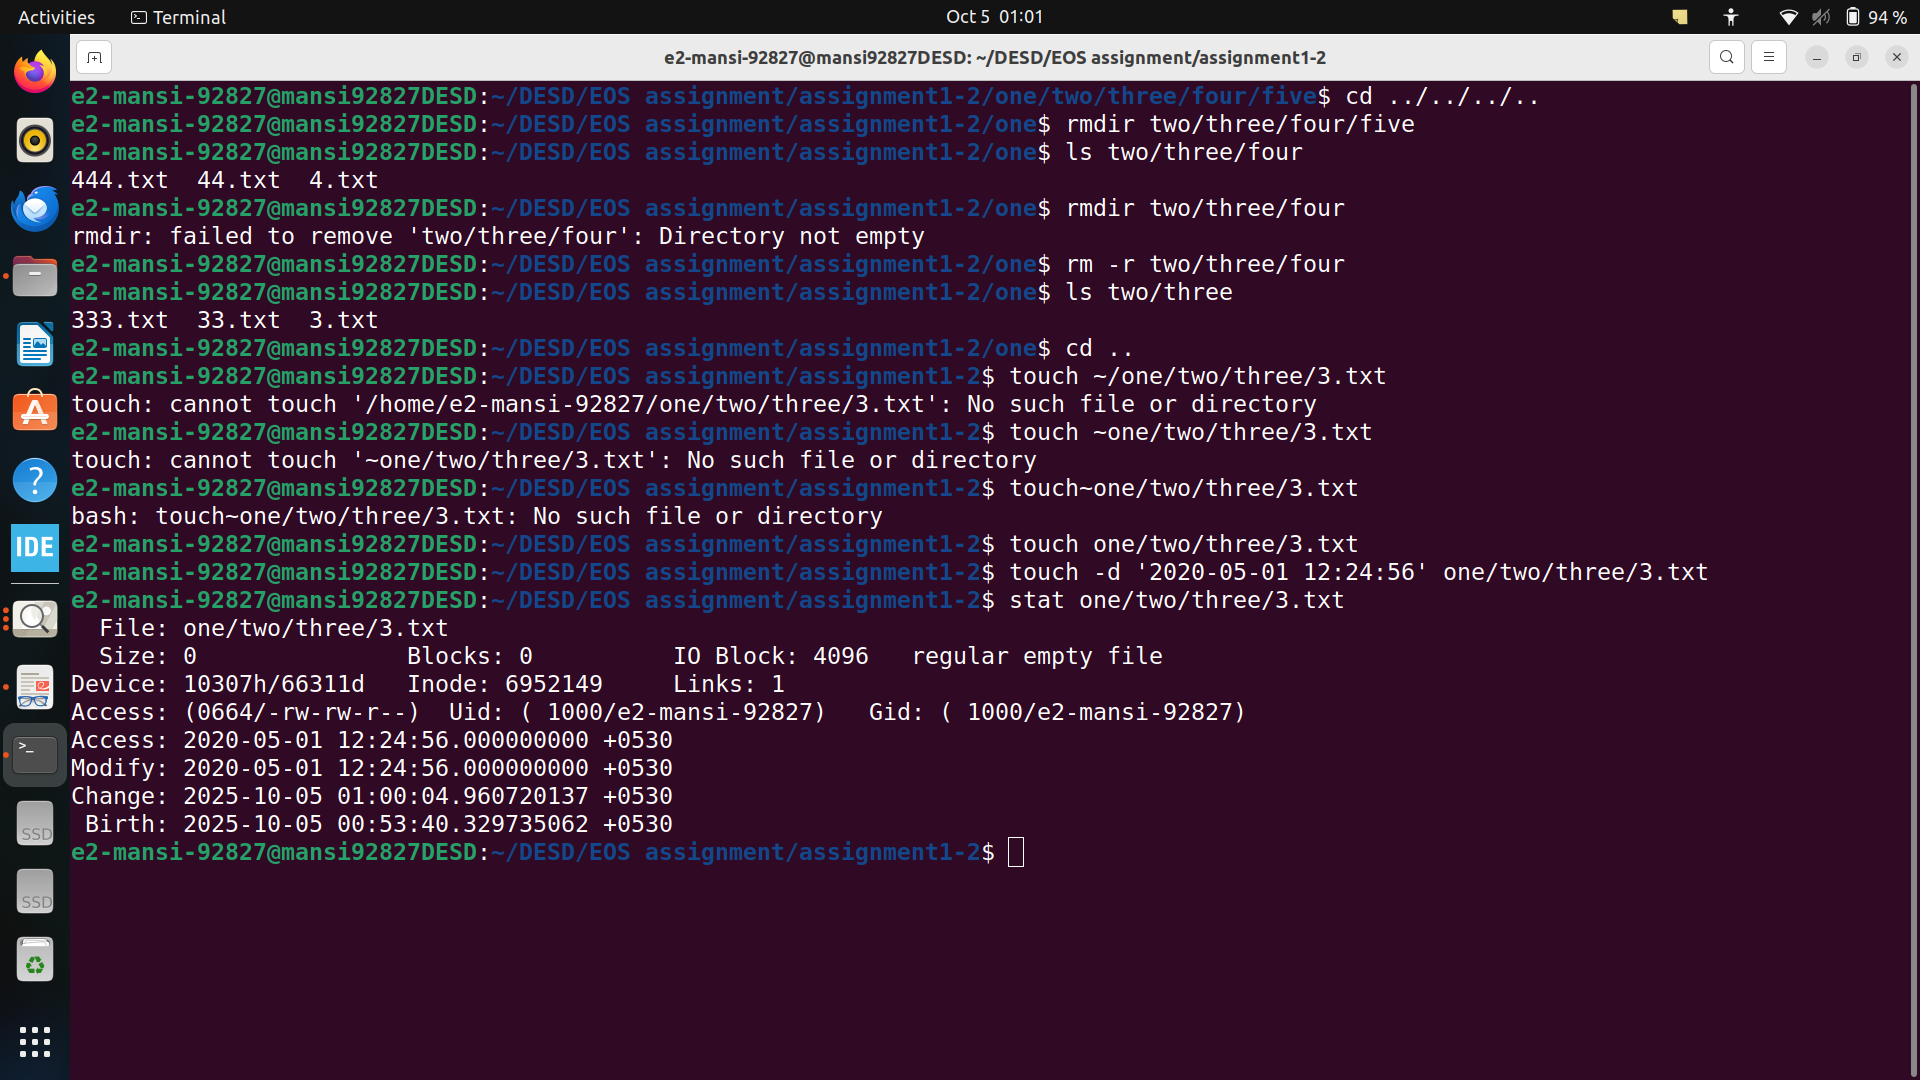 Activities Terminal Oct 5 01:01 94 %
e2-mansi-92827@mansi92827DESD: ~/DESD/EOS assignment/assignment1-2
e2-mansi-92827@mansi92827DESD:~/DESD/EOS assignment/assignment1-2/one/two/three/four/five$ cd ../../../..
e2-mansi-92827@mansi92827DESD:~/DESD/EOS assignment/assignment1-2/one$ rmdir two/three/four/five
e2-mansi-92827@mansi92827DESD:~/DESD/EOS assignment/assignment1-2/one$ ls two/three/four
444.txt  44.txt  4.txt
e2-mansi-92827@mansi92827DESD:~/DESD/EOS assignment/assignment1-2/one$ rmdir two/three/four
rmdir: failed to remove 'two/three/four': Directory not empty
e2-mansi-92827@mansi92827DESD:~/DESD/EOS assignment/assignment1-2/one$ rm -r two/three/four
e2-mansi-92827@mansi92827DESD:~/DESD/EOS assignment/assignment1-2/one$ ls two/three
333.txt  33.txt  3.txt
e2-mansi-92827@mansi92827DESD:~/DESD/EOS assignment/assignment1-2/one$ cd ..
e2-mansi-92827@mansi92827DESD:~/DESD/EOS assignment/assignment1-2$ touch ~/one/two/three/3.txt
touch: cannot touch '/home/e2-mansi-92827/one/two/three/3.txt': No such file or directory
e2-mansi-92827@mansi92827DESD:~/DESD/EOS assignment/assignment1-2$ touch ~one/two/three/3.txt
touch: cannot touch '~one/two/three/3.txt': No such file or directory
e2-mansi-92827@mansi92827DESD:~/DESD/EOS assignment/assignment1-2$ touch~one/two/three/3.txt
bash: touch~one/two/three/3.txt: No such file or directory
e2-mansi-92827@mansi92827DESD:~/DESD/EOS assignment/assignment1-2$ touch one/two/three/3.txt
e2-mansi-92827@mansi92827DESD:~/DESD/EOS assignment/assignment1-2$ touch -d '2020-05-01 12:24:56' one/two/three/3.txt
e2-mansi-92827@mansi92827DESD:~/DESD/EOS assignment/assignment1-2$ stat one/two/three/3.txt
  File: one/two/three/3.txt
  Size: 0               Blocks: 0          IO Block: 4096   regular empty file
Device: 10307h/66311d   Inode: 6952149     Links: 1
Access: (0664/-rw-rw-r--)  Uid: ( 1000/e2-mansi-92827)   Gid: ( 1000/e2-mansi-92827)
Access: 2020-05-01 12:24:56.000000000 +0530
Modify: 2020-05-01 12:24:56.000000000 +0530
Change: 2025-10-05 01:00:04.960720137 +0530
 Birth: 2025-10-05 00:53:40.329735062 +0530
e2-mansi-92827@mansi92827DESD:~/DESD/EOS assignment/assignment1-2$
IDE
SSD
SSD